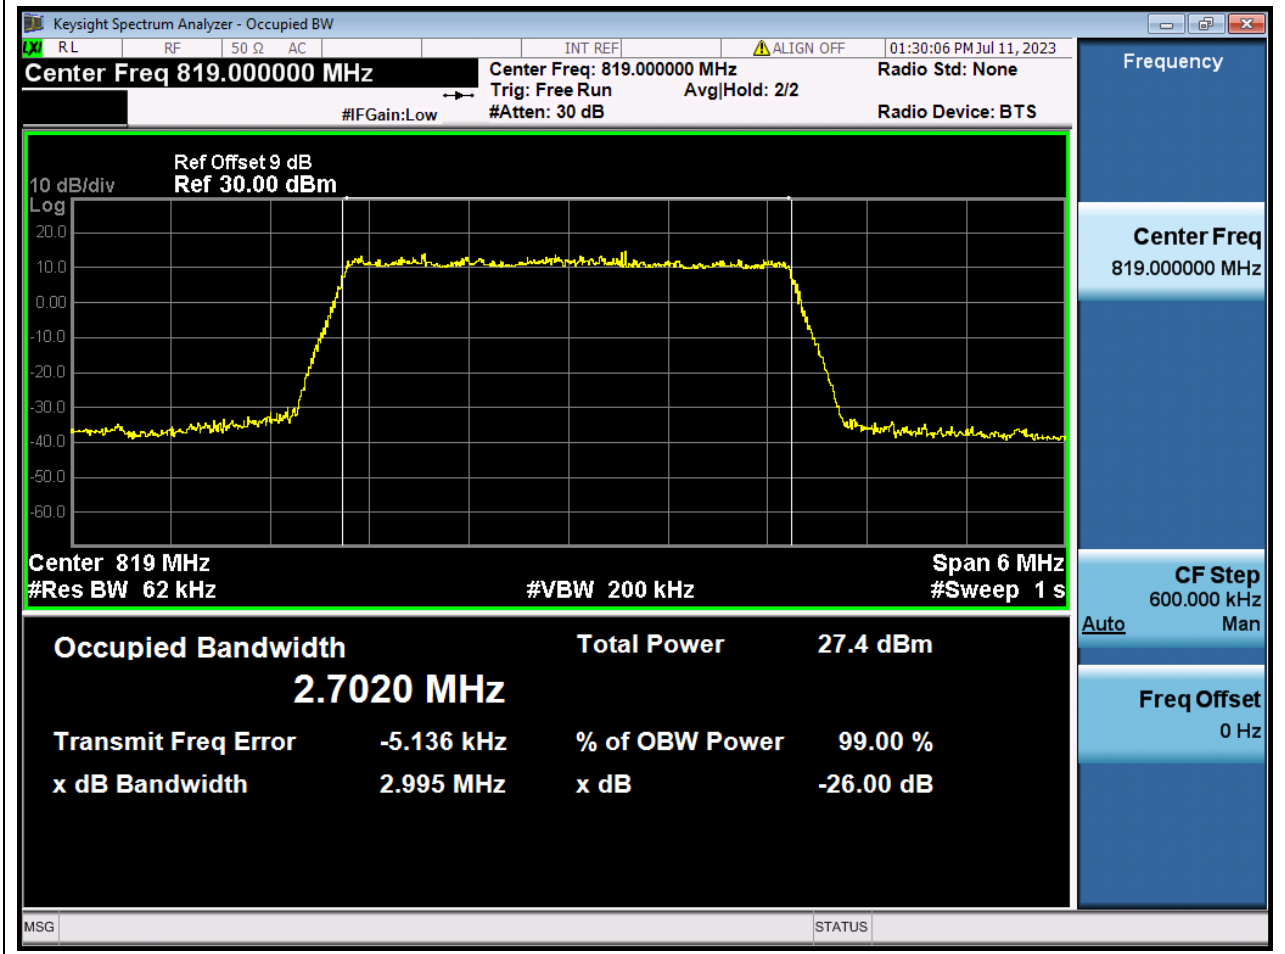 Keysight Spectrum Analyzer - Occupied BW
LXI RL RF 50 Ω AC INT REF ALIGN OFF 01:30:06 PM Jul 11, 2023
Center Freq 819.000000 MHz
Center Freq: 819.000000 MHz
Radio Std: None
Trig: Free Run Avg|Hold: 2/2
#IFGain:Low
#Atten: 30 dB
Radio Device: BTS
Ref Offset 9 dB
10 dB/div Ref 30.00 dBm
Log
20.0
10.0
0.00
-10.0
-20.0
-30.0
-40.0
-50.0
-60.0
Center 819 MHz Span 6 MHz
#Res BW 62 kHz #VBW 200 kHz #Sweep 1 s
Occupied Bandwidth Total Power 27.4 dBm
2.7020 MHz
Transmit Freq Error -5.136 kHz % of OBW Power 99.00 %
x dB Bandwidth 2.995 MHz x dB -26.00 dB
Frequency
Center Freq
819.000000 MHz
CF Step
600.000 kHz
Auto Man
Freq Offset
0 Hz
MSG STATUS